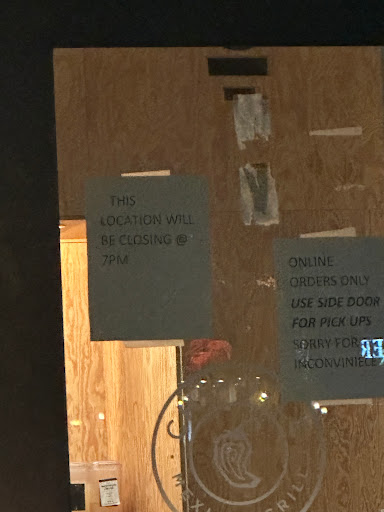 THIS
LOCATION WILL
BE CLOSING @
7PM
ONLINE
ORDERS ONLY
USE SIDE DOOR
FOR PICK UPS
SORRY FOR
INCONVINIECE
MEXICAN GRILL